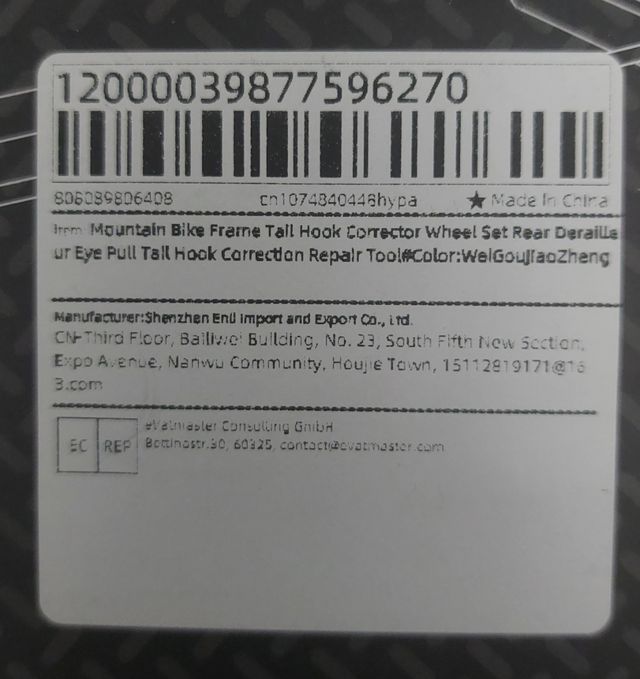 12000039877596270
808089806408 cn1074840448hypa ★ Made In China
Item: Mountain Bike Frame Tail Hook Corrector Wheel Set Rear Deraille
ur Eye Pull Tail Hook Correction Repair Tool#Color:WeiGouJiaoZheng
Manufacturer:Shenzhen Enu Import and Export Co., Ltd.
CN-Third Floor, Bailiwei Building, No. 23, South Fifth New Section,
Expo Avenue, Nanwu Community, Houjie Town, 15112819171@16
3.com
eVatmaster Consulting GmbH
EC REP Bettinastr.30, 60325, contact@evatmaster.com